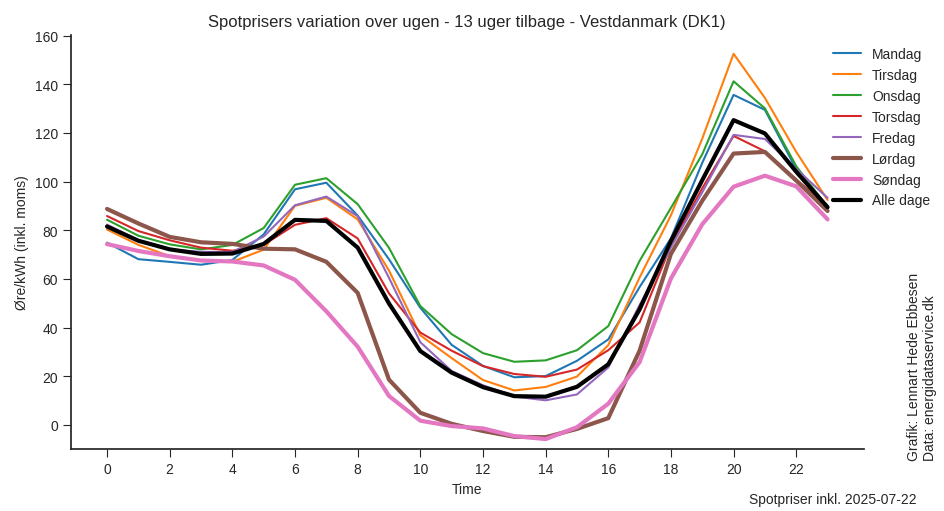 Spotprisers variation over ugen - 13 uger tilbage - Vestdanmark (DK1)
Øre/kWh (inkl. moms)
160
140
120
100
80
60
40
20
0
0 2 4 6 8 10 12 14 16 18 20 22
Time
Mandag
Tirsdag
Onsdag
Torsdag
Fredag
Lørdag
Søndag
Alle dage
Grafik: Lennart Hede Ebbesen
Data: energidataservice.dk
Spotpriser inkl. 2025-07-22